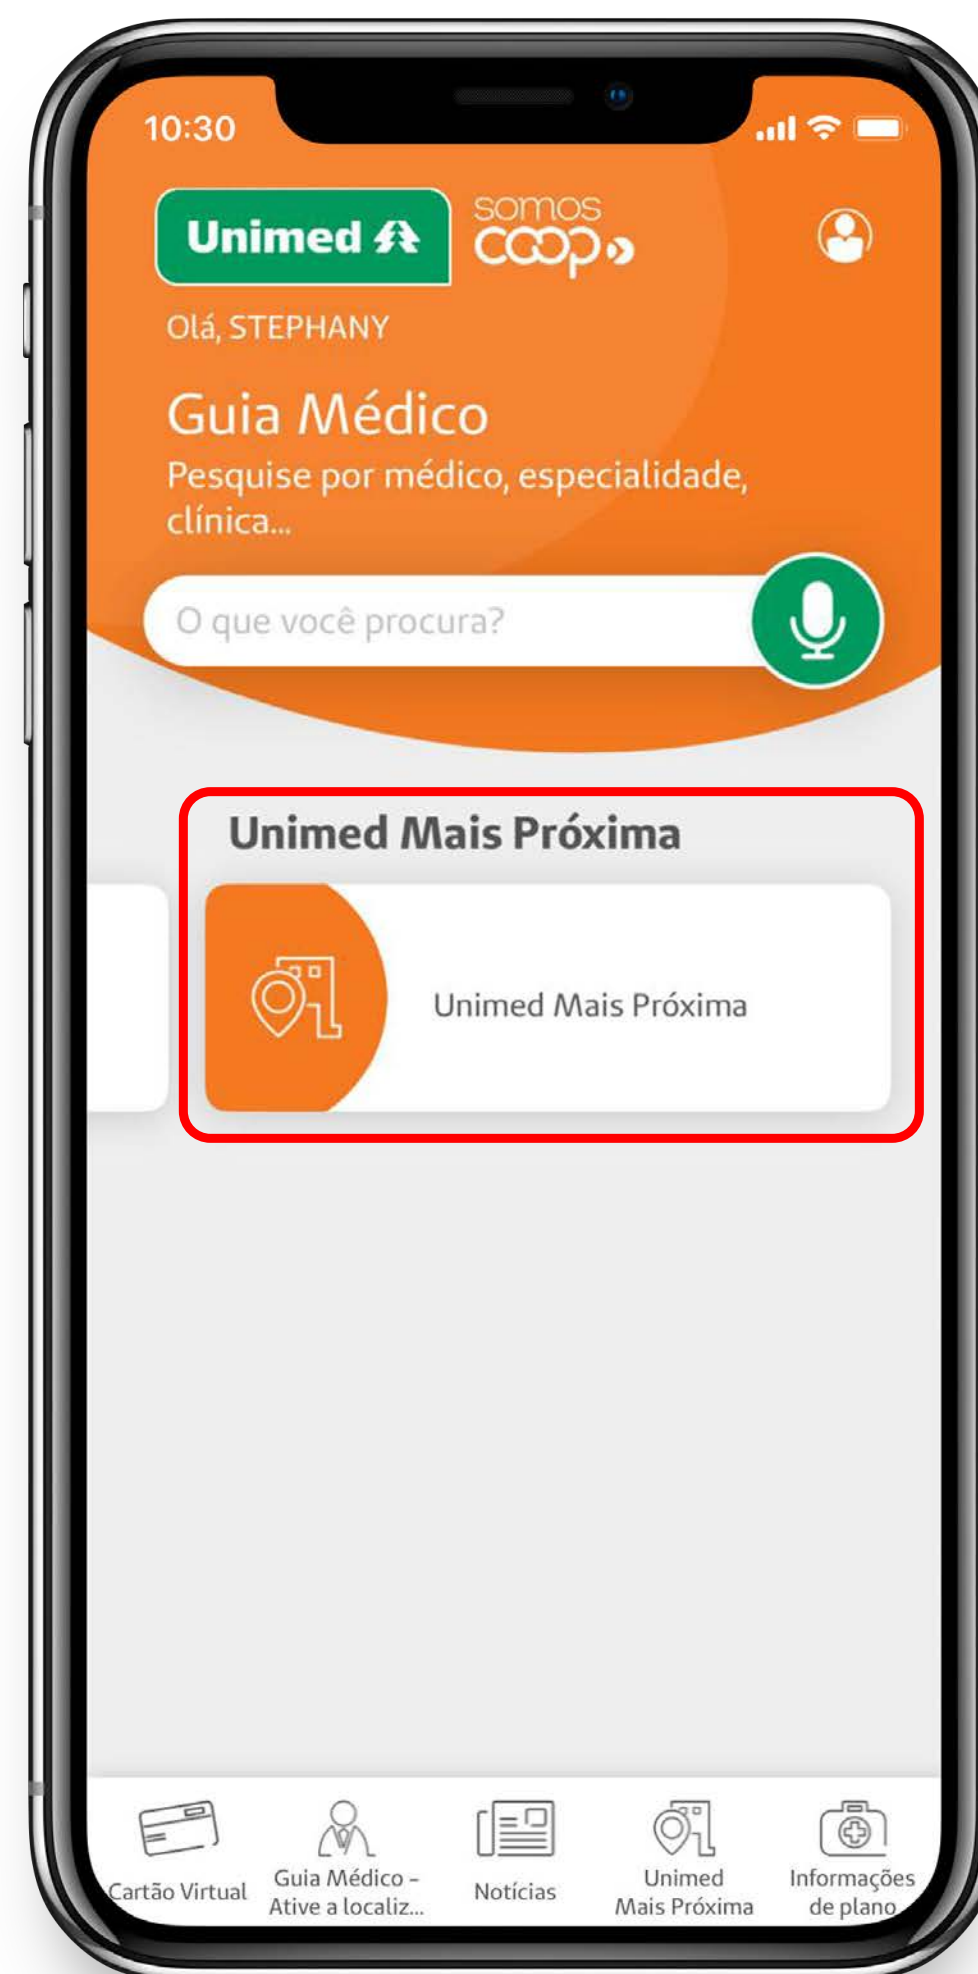 10:30
Unimed
somos
coop
Olá, STEPHANY
Guia Médico
Pesquise por médico, especialidade,
clínica...
O que você procura?
Unimed Mais Próxima
Unimed Mais Próxima
Cartão Virtual
Guia Médico -
Ative a localiz...
Notícias
Unimed
Mais Próxima
Informações
de plano